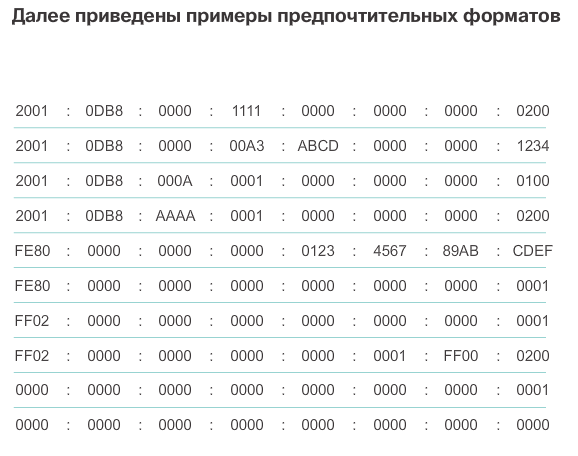 Далее приведены примеры предпочтительных форматов
2001 : 0DB8 : 0000 : 1111 : 0000 : 0000 : 0000 : 0200
2001 : 0DB8 : 0000 : 00A3 : ABCD : 0000 : 0000 : 1234
2001 : 0DB8 : 000A : 0001 : 0000 : 0000 : 0000 : 0100
2001 : 0DB8 : AAAA : 0001 : 0000 : 0000 : 0000 : 0200
FE80 : 0000 : 0000 : 0000 : 0123 : 4567 : 89AB : CDEF
FE80 : 0000 : 0000 : 0000 : 0000 : 0000 : 0000 : 0001
FF02 : 0000 : 0000 : 0000 : 0000 : 0000 : 0000 : 0001
FF02 : 0000 : 0000 : 0000 : 0000 : 0001 : FF00 : 0200
0000 : 0000 : 0000 : 0000 : 0000 : 0000 : 0000 : 0001
0000 : 0000 : 0000 : 0000 : 0000 : 0000 : 0000 : 0000